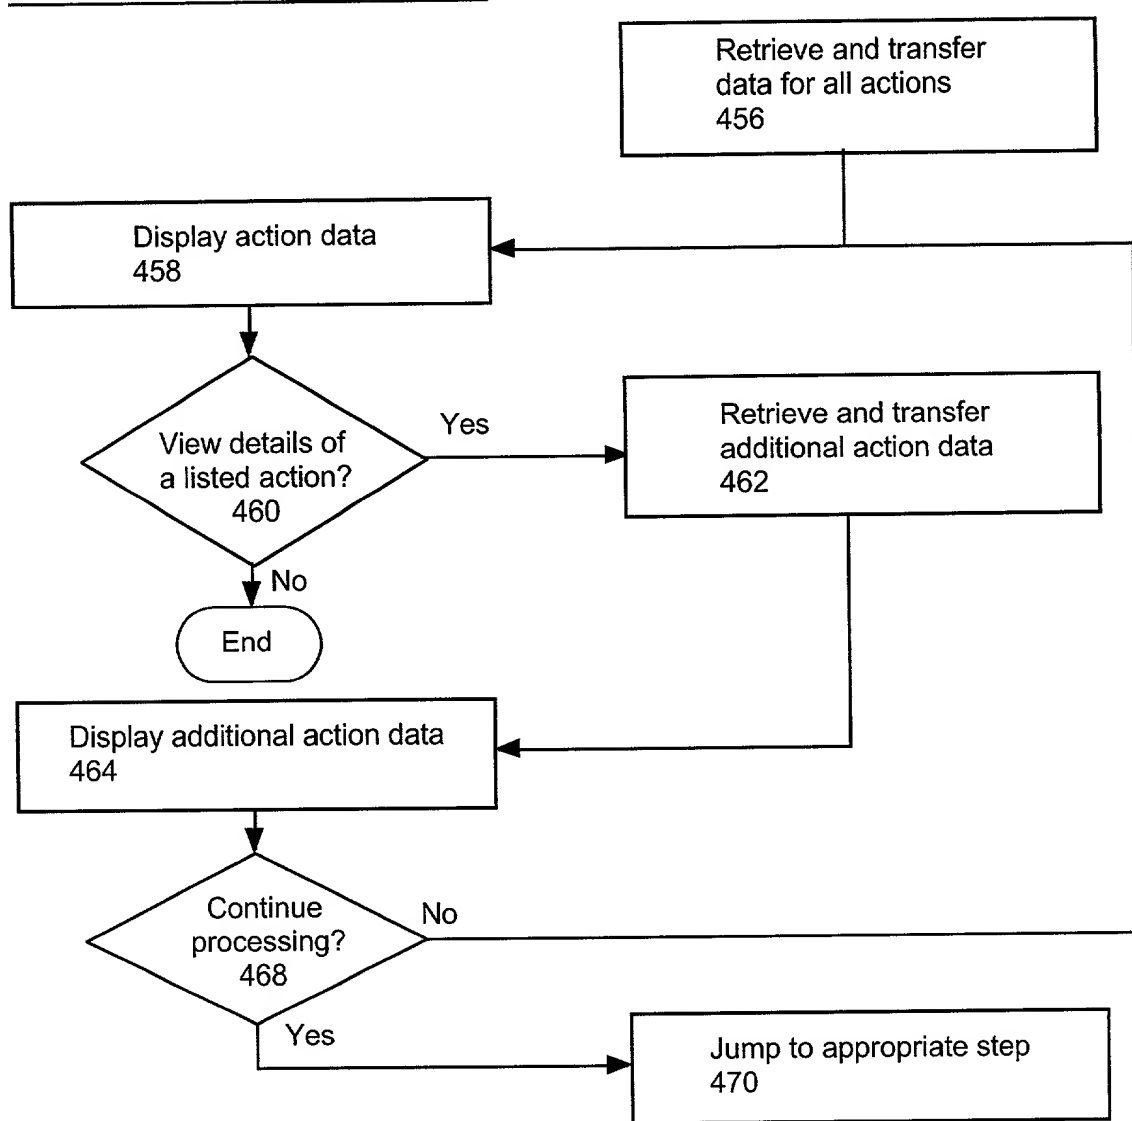 Retrieve and transfer
data for all actions
456
Display action data
458
View details of
a listed action?
460
Yes
Retrieve and transfer
additional action data
462
No
End
Display additional action data
464
Continue
processing?
468
No
Yes
Jump to appropriate step
470